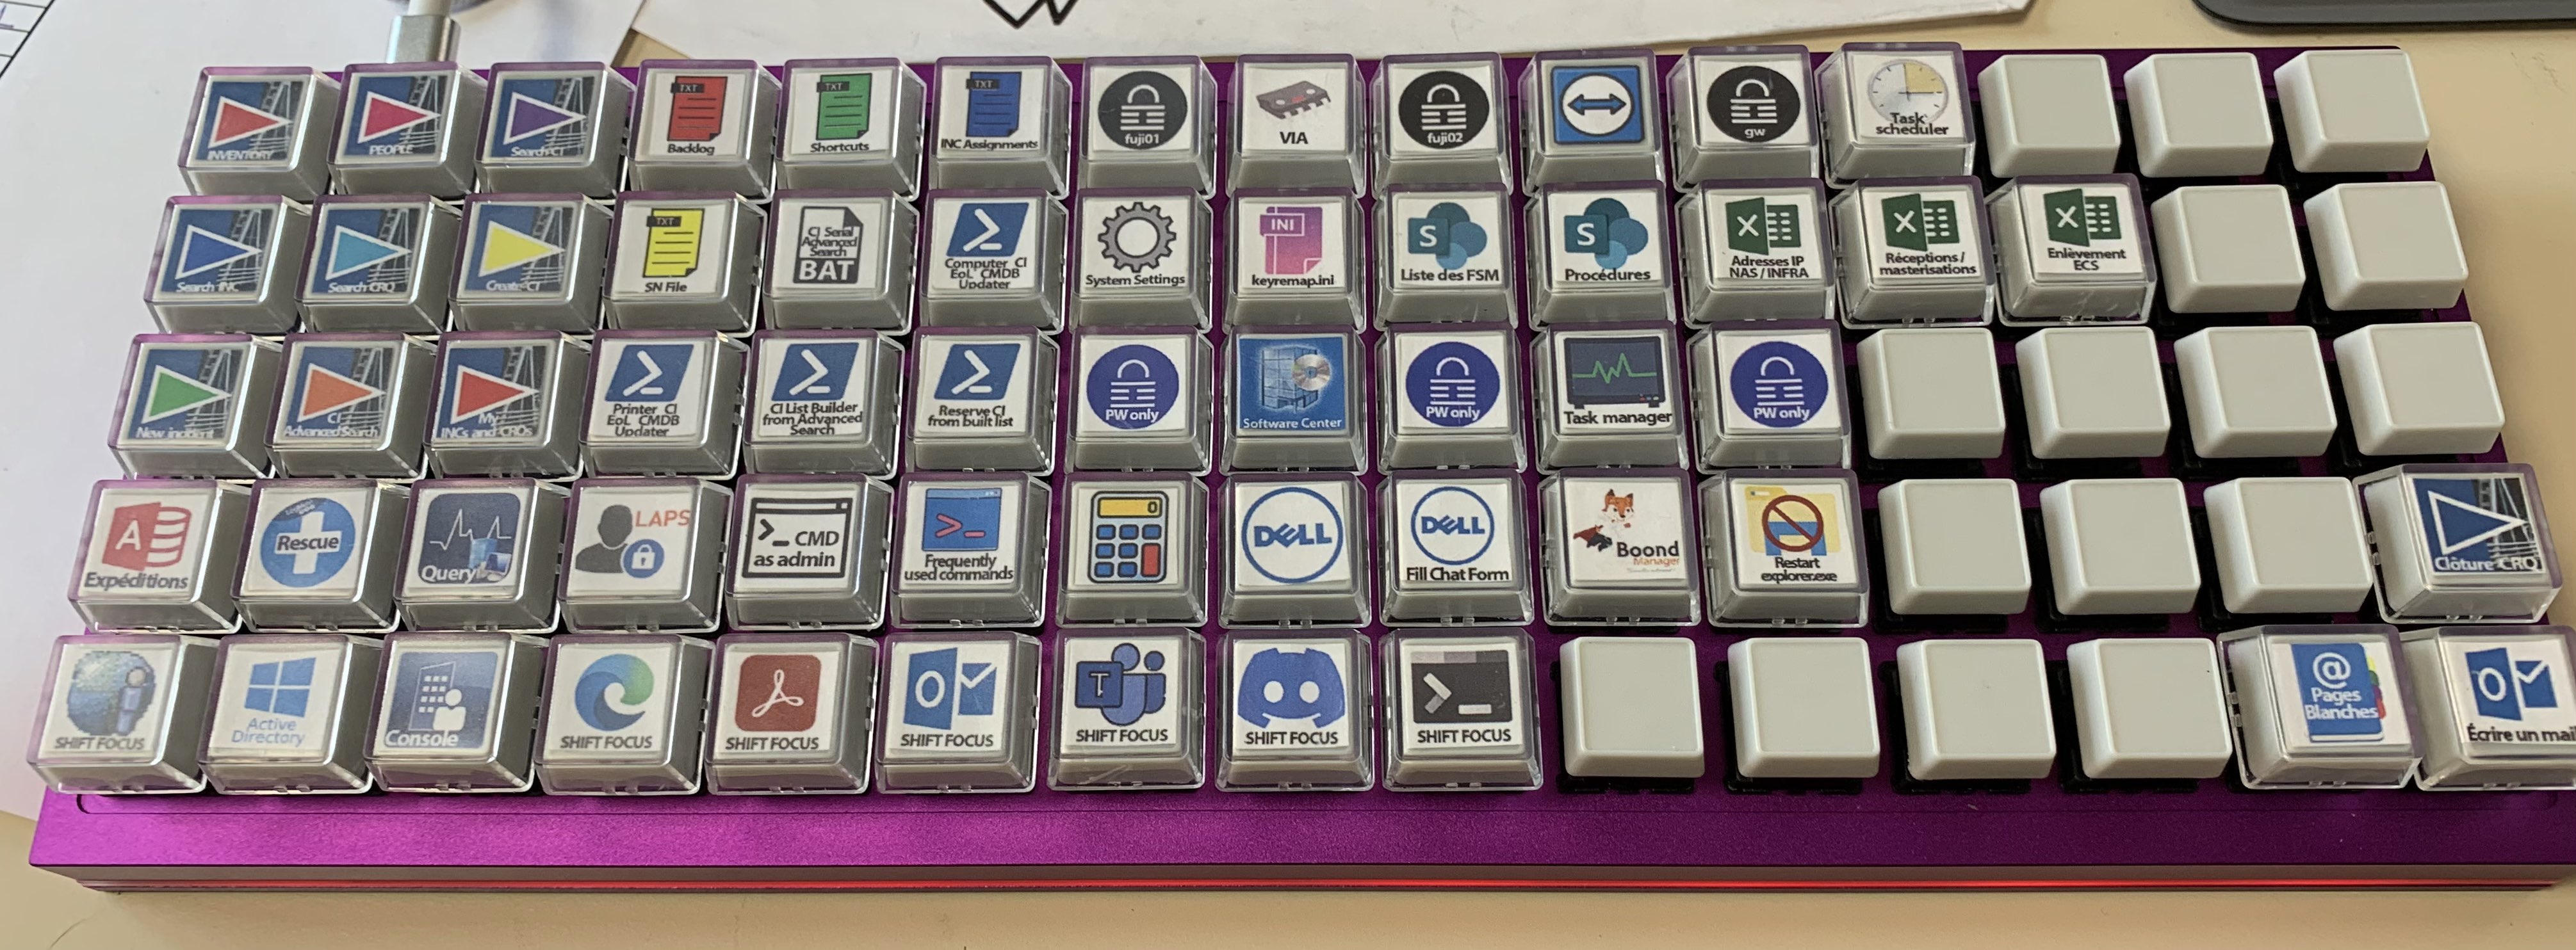 INVENTORY
PEOPLE
Search CI
TXT
Backlog
TXT
Shortcuts
TXT
INC Assignments
fuji01
VIA
fuji02
gw
Task
scheduler
Search INC
Search CRQ
Create CI
TXT
SN File
CI Serial
Advanced
Search
BAT
Computer CI
EoL CMDB
Updater
System Settings
INI
keyremap.ini
S
Liste des FSM
S
Procédures
X
Adresses IP
NAS / INFRA
X
Réceptions /
masterisations
X
Enlèvement
ECS
New incident
CI
Advanced Search
My
INCs and CRQs
Printer CI
EoL CMDB
Updater
CI List Builder
from Advanced
Search
Reserve CI
from built list
PW only
Software Center
PW only
Task manager
PW only
A
Expéditions
Rescue
Query
LAPS
>_ CMD
as admin
>_
Frequently
used commands
0
DELL
DELL
Fill Chat Form
Boond
Manager
Restart
explorer.exe
Clôture CRQ
SHIFT FOCUS
Active
Directory
Console
SHIFT FOCUS
SHIFT FOCUS
O
SHIFT FOCUS
T
SHIFT FOCUS
SHIFT FOCUS
SHIFT FOCUS
@
Pages
Blanches
O
Écrire un mail